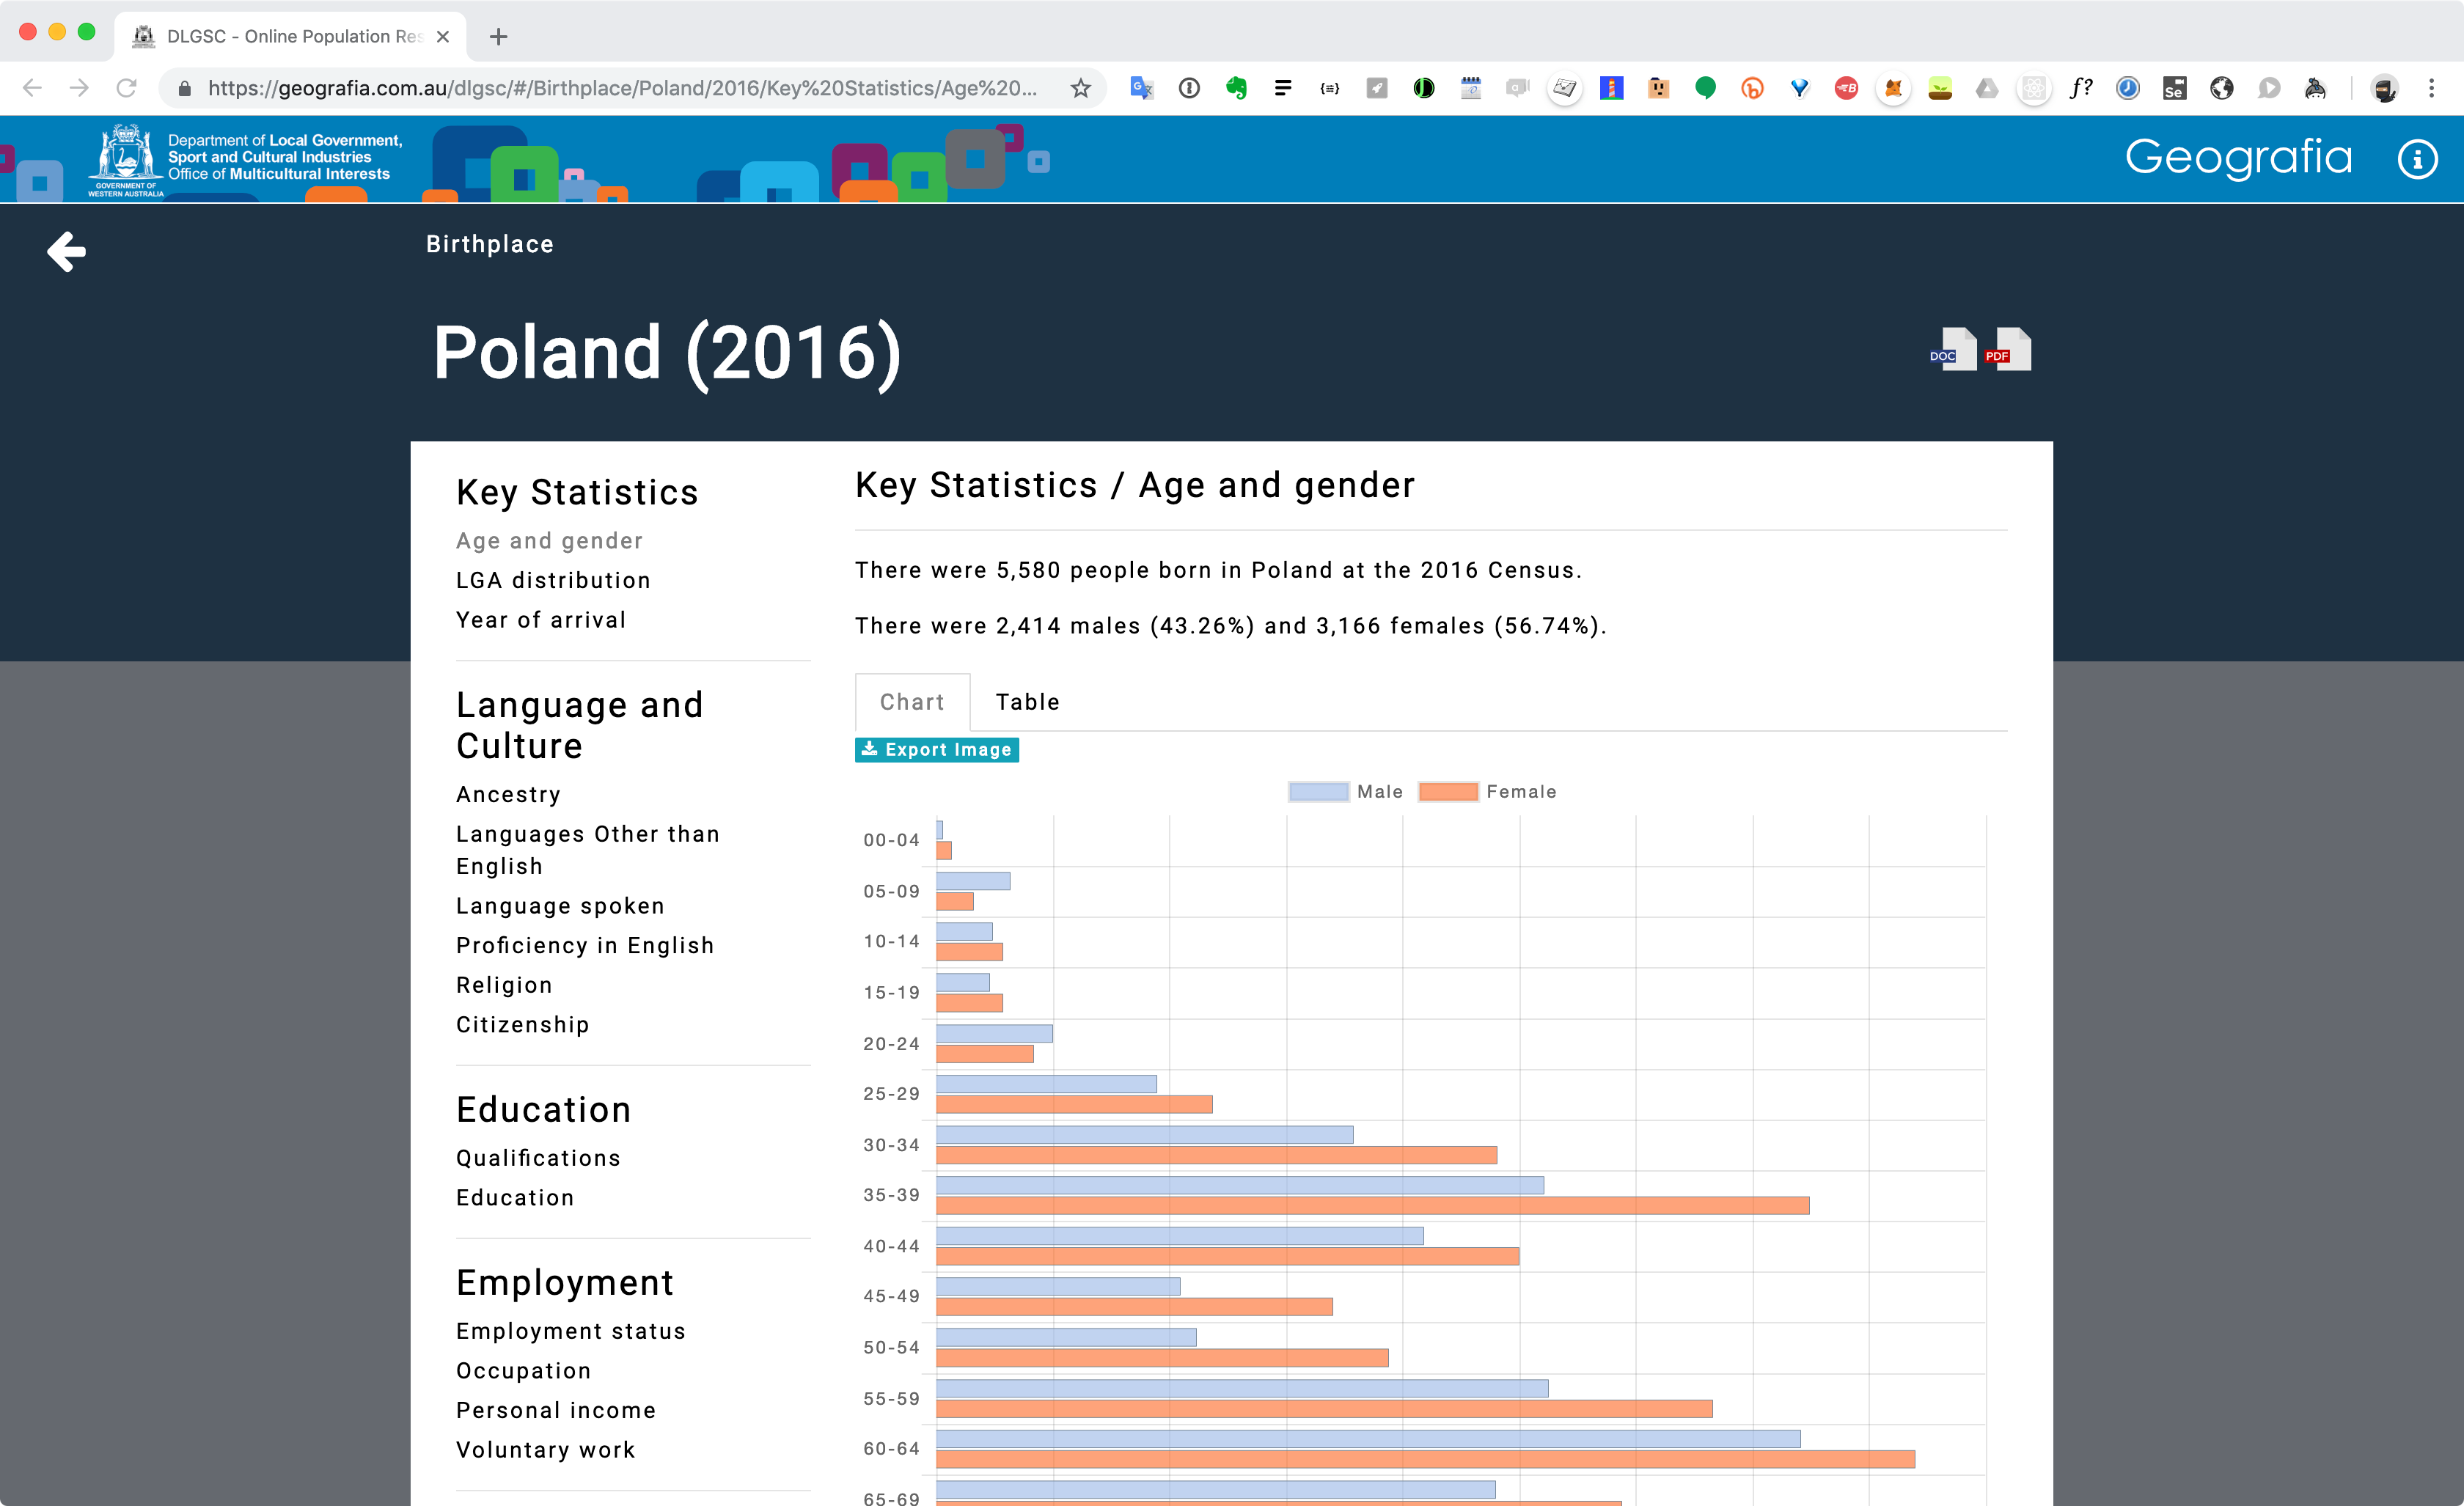 DLGSC - Online Population Res
https://geografia.com.au/dlgsc/#/Birthplace/Poland/2016/Key%20Statistics/Age%20...
Department of Local Government,
Sport and Cultural Industries
Office of Multicultural Interests
GOVERNMENT OF
WESTERN AUSTRALIA
Geografia
Birthplace
Poland (2016)
DOC
PDF
Key Statistics
Age and gender
LGA distribution
Year of arrival
Language and
Culture
Ancestry
Languages Other than
English
Language spoken
Proficiency in English
Religion
Citizenship
Education
Qualifications
Education
Employment
Employment status
Occupation
Personal income
Voluntary work
Key Statistics / Age and gender
There were 5,580 people born in Poland at the 2016 Census.
There were 2,414 males (43.26%) and 3,166 females (56.74%).
Chart
Table
Export Image
Male
Female
00-04
05-09
10-14
15-19
20-24
25-29
30-34
35-39
40-44
45-49
50-54
55-59
60-64
65-69